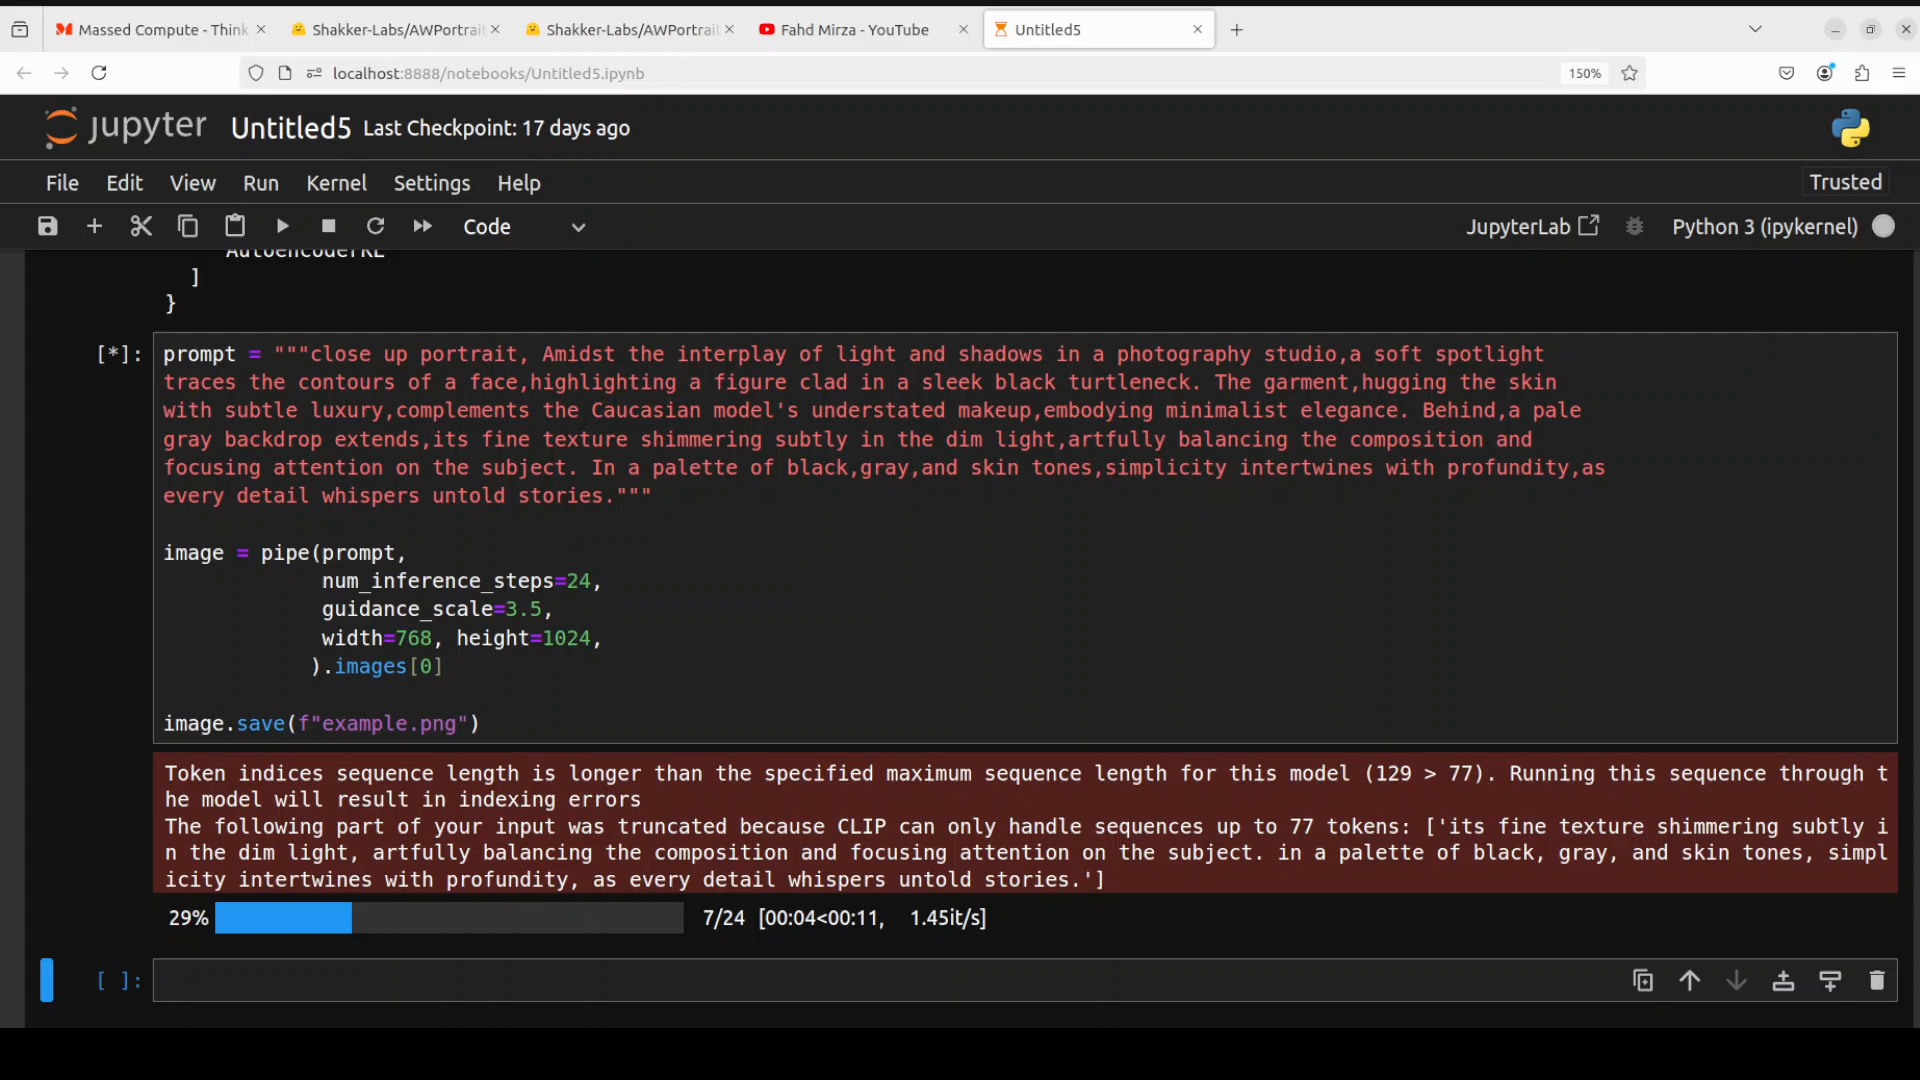 Massed Compute - Think
Shakker-Labs/AWPortrait
Shakker-Labs/AWPortrait
Fahd Mirza - YouTube
Untitled5
localhost:8888/notebooks/Untitled5.ipynb
150%
jupyter Untitled5 Last Checkpoint: 17 days ago
File Edit View Run Kernel Settings Help
Trusted
Code
JupyterLab
Python 3 (ipykernel)
AutoencoderKL
]
}
[*]:
prompt = """close up portrait, Amidst the interplay of light and shadows in a photography studio,a soft spotlight
traces the contours of a face,highlighting a figure clad in a sleek black turtleneck. The garment,hugging the skin
with subtle luxury,complements the Caucasian model's understated makeup,embodying minimalist elegance. Behind,a pale
gray backdrop extends,its fine texture shimmering subtly in the dim light,artfully balancing the composition and
focusing attention on the subject. In a palette of black,gray,and skin tones,simplicity intertwines with profundity,as
every detail whispers untold stories."""
image = pipe(prompt,
num_inference_steps=24,
guidance_scale=3.5,
width=768, height=1024,
).images[0]
image.save(f"example.png")
Token indices sequence length is longer than the specified maximum sequence length for this model (129 > 77). Running this sequence through t
he model will result in indexing errors
The following part of your input was truncated because CLIP can only handle sequences up to 77 tokens: ['its fine texture shimmering subtly i
n the dim light, artfully balancing the composition and focusing attention on the subject. in a palette of black, gray, and skin tones, simpl
icity intertwines with profundity, as every detail whispers untold stories.']
29% 7/24 [00:04<00:11, 1.45it/s]
[ ]: